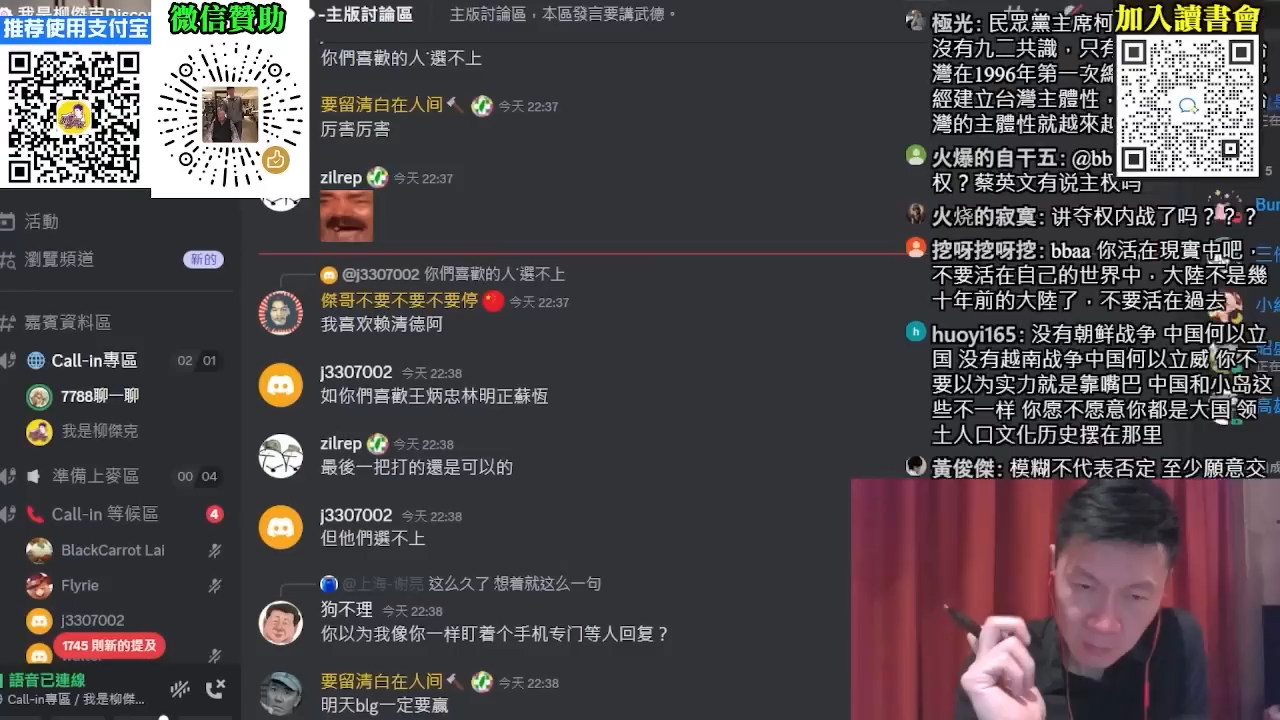 推荐使用支付宝
微信贊助
活動
瀏覽頻道
新的
嘉賓資料區
Call-in專區
02 01
7788聊一聊
我是柳傑克
準備上麥區
00 04
Call-in 等候區
4
BlackCarrot Lai
Flyrie
j3307002
1745 則新的提及
語音已連線
Call-in專區 / 我是柳傑...
-主版討論區
主版討論區，本區發言要講武德。
你們喜歡的人ˇ選不上
要留清白在人间 今天 22:37
厉害厉害
zilrep 今天 22:37
@j3307002 你們喜歡的人ˇ選不上
傑哥不要不要不要停 今天 22:37
我喜欢赖清德阿
j3307002 今天 22:38
如你們喜歡王炳忠林明正蘇恆
zilrep 今天 22:38
最後一把打的還是可以的
j3307002 今天 22:38
但他們選不上
@上海-谢亮 这么久了 想着就这么一句
狗不理 今天 22:38
你以为我像你一样盯着个手机专门等人回复？
要留清白在人间 今天 22:38
明天blg一定要赢
加入讀書會
極光: 民眾黨主席柯
沒有九二共識，只有
灣在1996年第一次總
經建立台灣主體性，
灣的主體性就越來越
火爆的自干五: @bb
权？蔡英文有说主权吗
火烧的寂寞: 讲夺权内战了吗？？？
挖呀挖呀挖: bbaa 你活在現實中吧，
不要活在自己的世界中，大陸不是幾
十年前的大陸了，不要活在過去
huoyi165: 没有朝鲜战争 中国何以立
国 没有越南战争中国何以立威 你不
要以为实力就是靠嘴巴 中国和小岛这
些不一样 你愿不愿意你都是大国 领
土人口文化历史摆在那里
黃俊傑: 模糊不代表否定 至少願意交